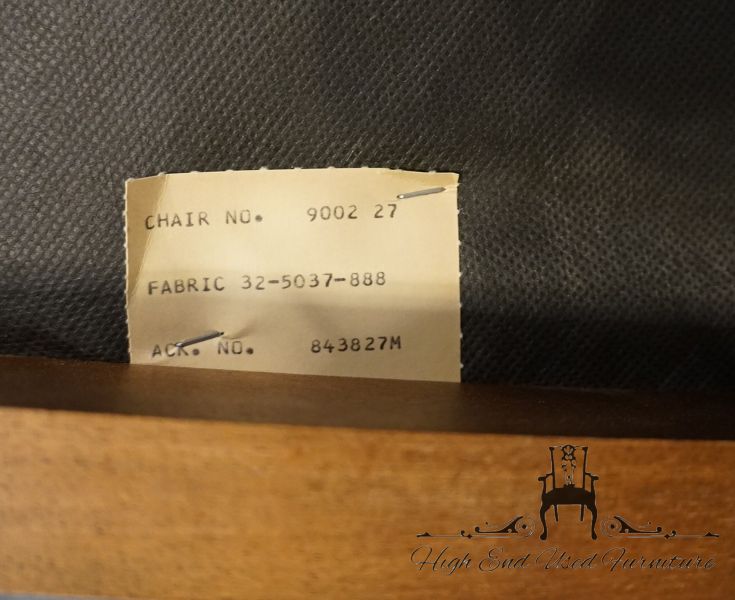 CHAIR NO. 9002 27
FABRIC 32-5037-888
ACK. NO. 843827M
High End Used Furniture